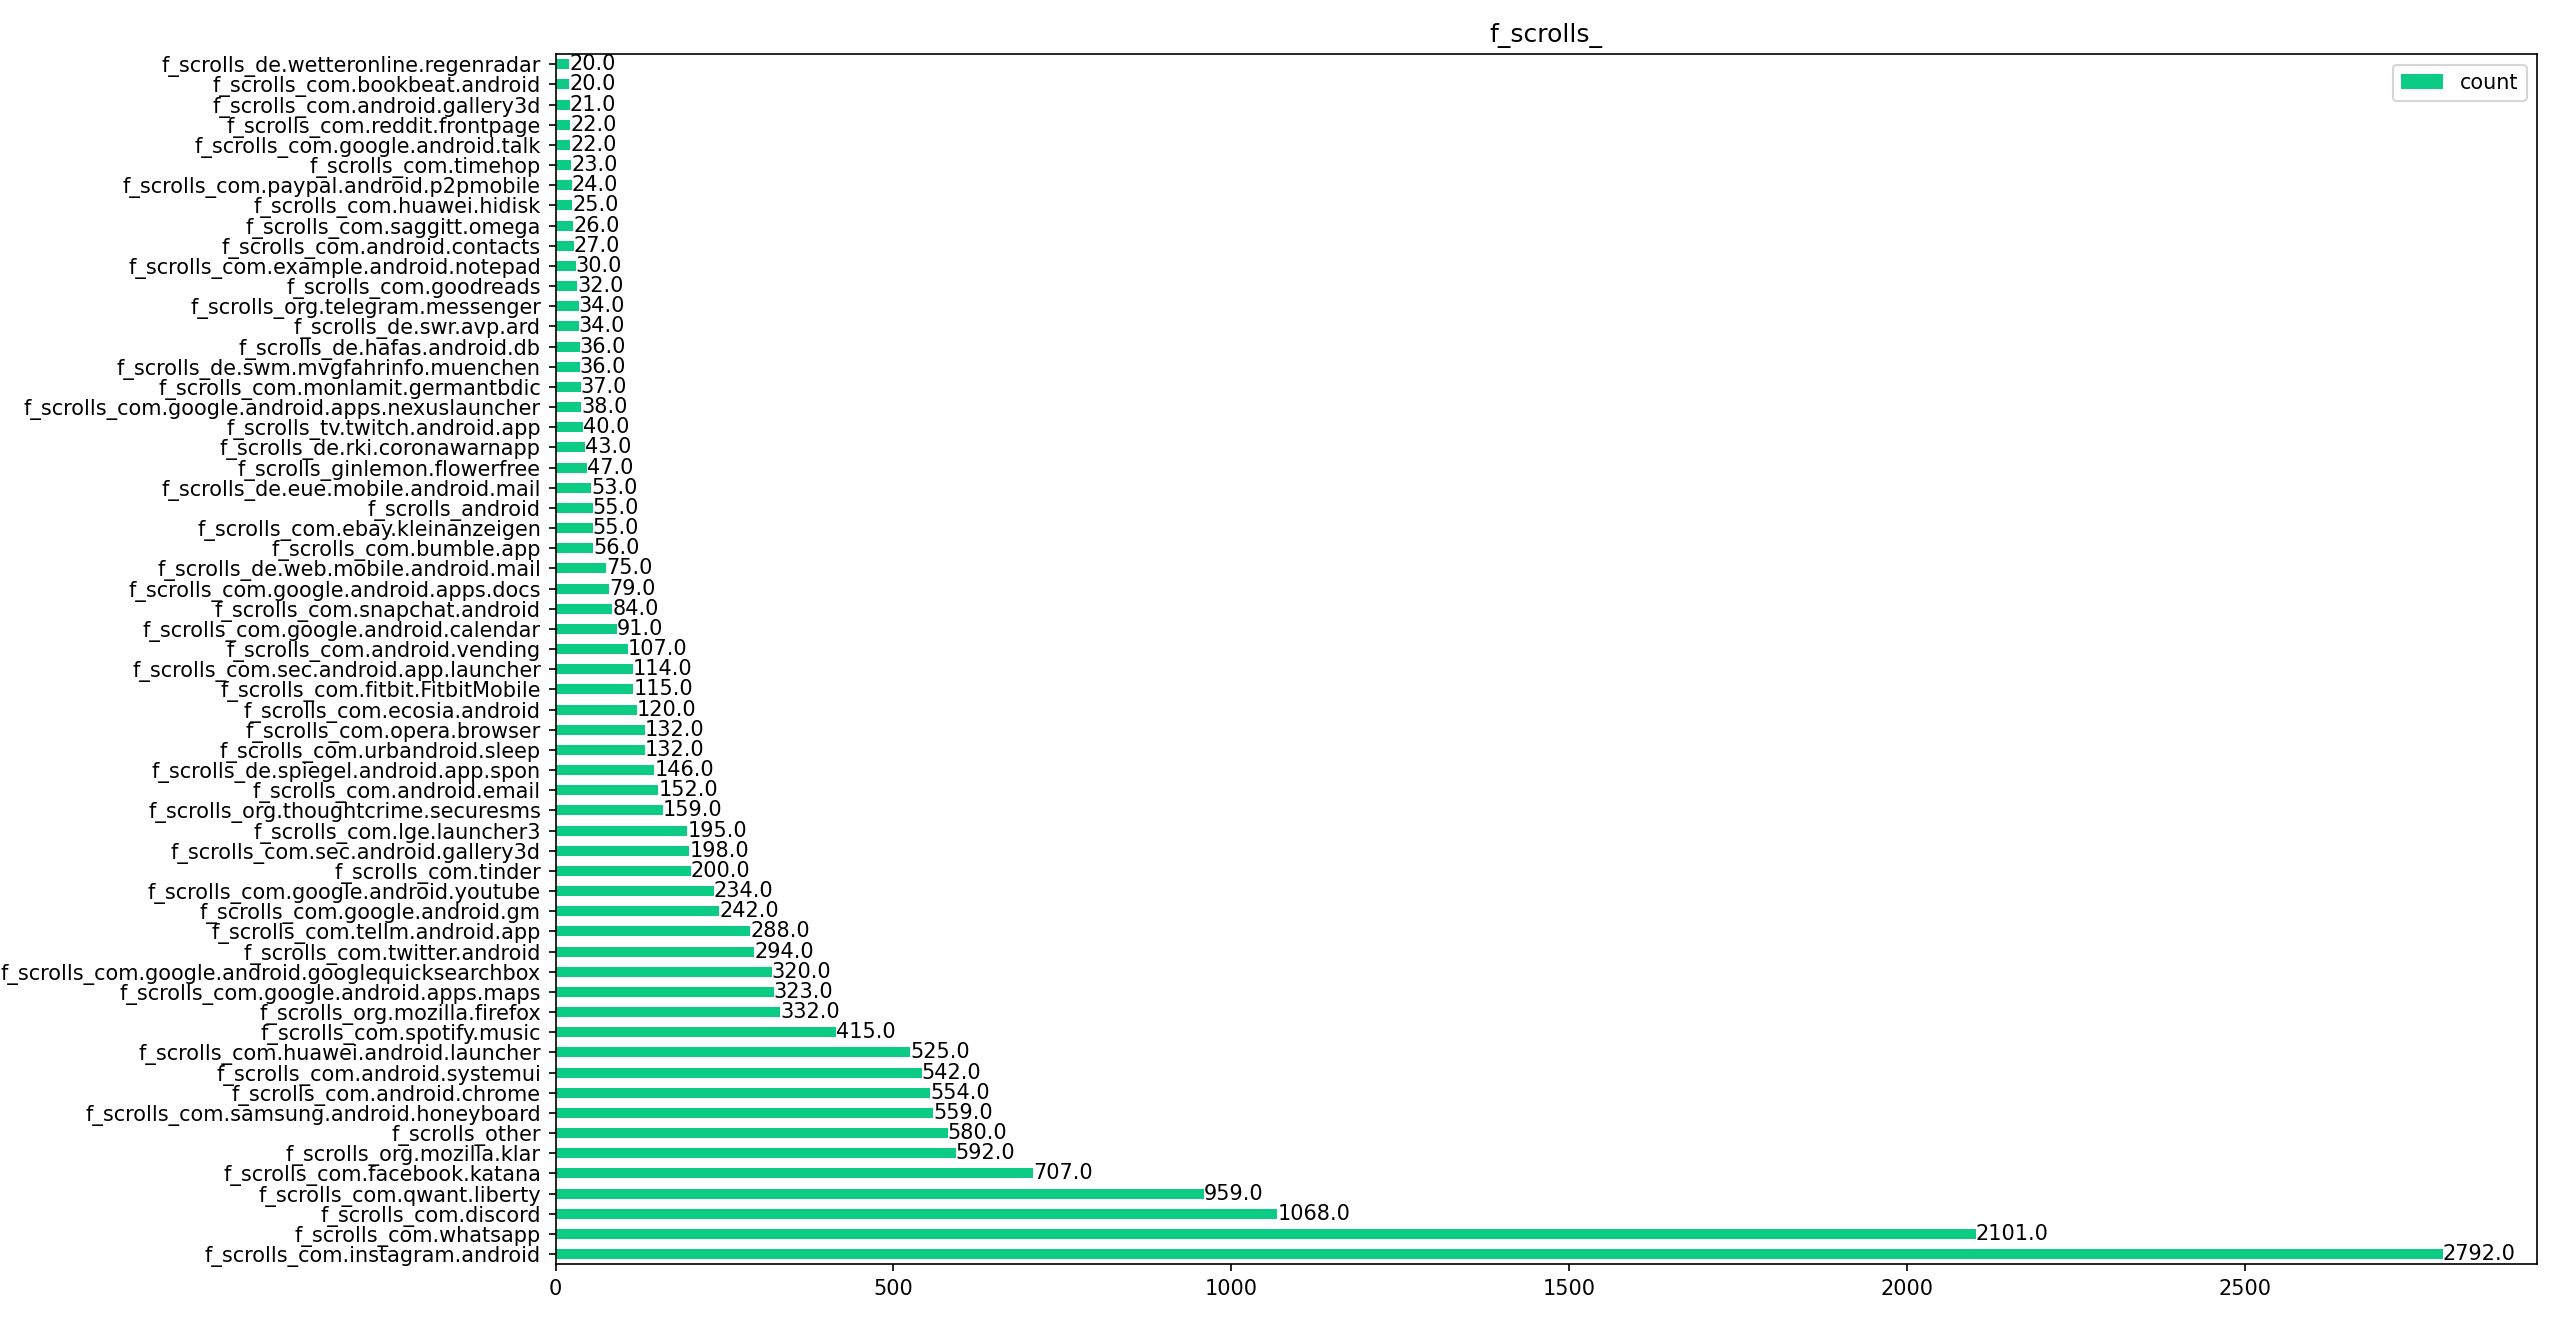 f_scrolls_
count
f_scrolls_de.wetteronline.regenradar 20.0
f_scrolls_com.bookbeat.android 20.0
f_scrolls_com.android.gallery3d 21.0
f_scrolls_com.reddit.frontpage 22.0
f_scrolls_com.google.android.talk 22.0
f_scrolls_com.timehop 23.0
f_scrolls_com.paypal.android.p2pmobile 24.0
f_scrolls_com.huawei.hidisk 25.0
f_scrolls_com.saggitt.omega 26.0
f_scrolls_com.android.contacts 27.0
f_scrolls_com.example.android.notepad 30.0
f_scrolls_com.goodreads 32.0
f_scrolls_org.telegram.messenger 34.0
f_scrolls_de.swr.avp.ard 34.0
f_scrolls_de.hafas.android.db 36.0
f_scrolls_de.swm.mvgfahrinfo.muenchen 36.0
f_scrolls_com.monlamit.germantbdic 37.0
f_scrolls_com.google.android.apps.nexuslauncher 38.0
f_scrolls_tv.twitch.android.app 40.0
f_scrolls_de.rki.coronawarnapp 43.0
f_scrolls_ginlemon.flowerfree 47.0
f_scrolls_de.eue.mobile.android.mail 53.0
f_scrolls_android 55.0
f_scrolls_com.ebay.kleinanzeigen 55.0
f_scrolls_com.bumble.app 56.0
f_scrolls_de.web.mobile.android.mail 75.0
f_scrolls_com.google.android.apps.docs 79.0
f_scrolls_com.snapchat.android 84.0
f_scrolls_com.google.android.calendar 91.0
f_scrolls_com.android.vending 107.0
f_scrolls_com.sec.android.app.launcher 114.0
f_scrolls_com.fitbit.FitbitMobile 115.0
f_scrolls_com.ecosia.android 120.0
f_scrolls_com.opera.browser 132.0
f_scrolls_com.urbandroid.sleep 132.0
f_scrolls_de.spiegel.android.app.spon 146.0
f_scrolls_com.android.email 152.0
f_scrolls_org.thoughtcrime.securesms 159.0
f_scrolls_com.lge.launcher3 195.0
f_scrolls_com.sec.android.gallery3d 198.0
f_scrolls_com.tinder 200.0
f_scrolls_com.google.android.youtube 234.0
f_scrolls_com.google.android.gm 242.0
f_scrolls_com.tellm.android.app 288.0
f_scrolls_com.twitter.android 294.0
f_scrolls_com.google.android.googlequicksearchbox 320.0
f_scrolls_com.google.android.apps.maps 323.0
f_scrolls_org.mozilla.firefox 332.0
f_scrolls_com.spotify.music 415.0
f_scrolls_com.huawei.android.launcher 525.0
f_scrolls_com.android.systemui 542.0
f_scrolls_com.android.chrome 554.0
f_scrolls_com.samsung.android.honeyboard 559.0
f_scrolls_other 580.0
f_scrolls_org.mozilla.klar 592.0
f_scrolls_com.facebook.katana 707.0
f_scrolls_com.qwant.liberty 959.0
f_scrolls_com.discord 1068.0
f_scrolls_com.whatsapp 2101.0
f_scrolls_com.instagram.android 2792.0
0 500 1000 1500 2000 2500